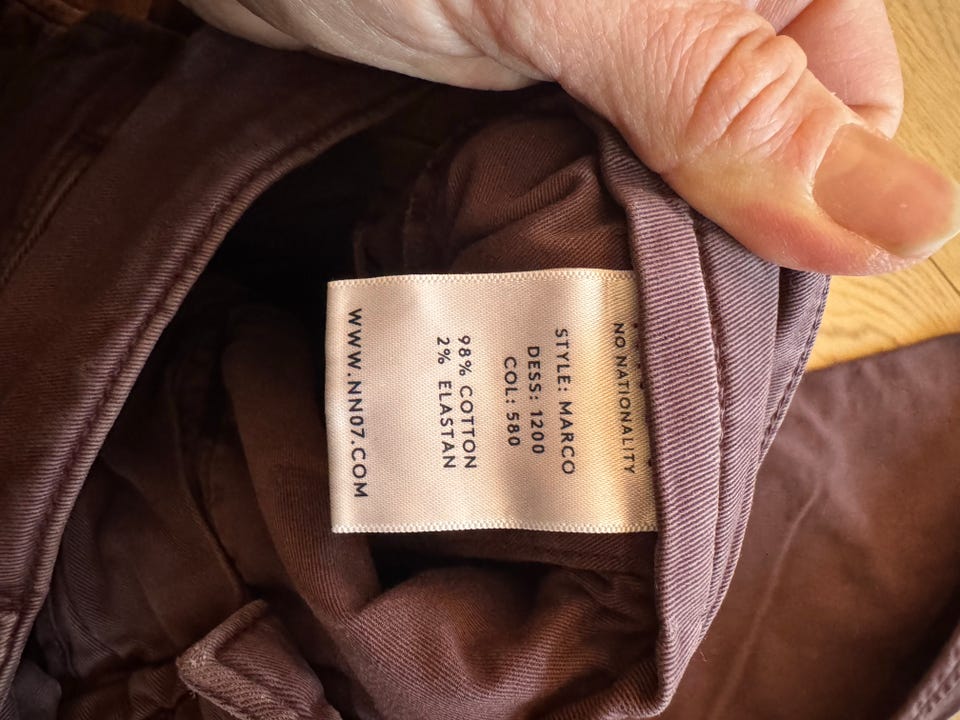 NO NATIONALITY
STYLE: MARCO
DESS: 1200
COL: 580
98% COTTON
2% ELASTAN
WWW.NN07.COM